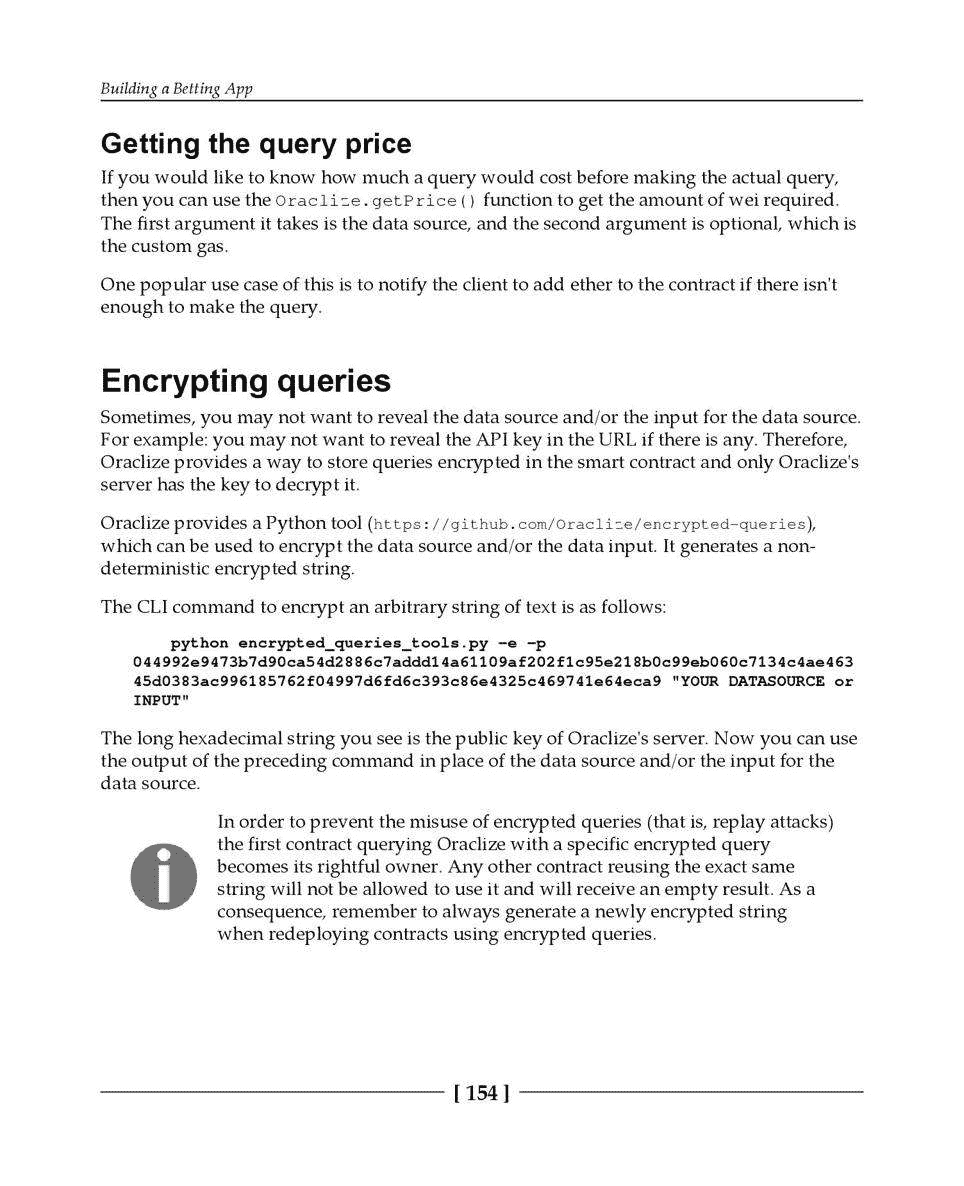 Building a Betting App
Getting the query price
If you would like to know how much a query would cost before making the actual query,
then you can use the Oraclize.getPrice() function to get the amount of wei required.
The first argument it takes is the data source, and the second argument is optional, which is
the custom gas.
One popular use case of this is to notify the client to add ether to the contract if there isn't
enough to make the query.
Encrypting queries
Sometimes, you may not want to reveal the data source and/or the input for the data source.
For example: you may not want to reveal the API key in the URL if there is any. Therefore,
Oraclize provides a way to store queries encrypted in the smart contract and only Oraclize's
server has the key to decrypt it.
Oraclize provides a Python tool (https://github.com/Oraclize/encrypted-queries),
which can be used to encrypt the data source and/or the data input. It generates a non-
deterministic encrypted string.
The CLI command to encrypt an arbitrary string of text is as follows:
python encrypted_queries_tools.py -e -p
044992e9473b7d90ca54d2886c7addd14a61109af202f1c95e218b0c99eb060c7134c4ae463
45d0383ac996185762f04997d6fd6c393c86e4325c469741e64eca9 "YOUR DATASOURCE or
INPUT"
The long hexadecimal string you see is the public key of Oraclize's server. Now you can use
the output of the preceding command in place of the data source and/or the input for the
data source.
In order to prevent the misuse of encrypted queries (that is, replay attacks)
the first contract querying Oraclize with a specific encrypted query
becomes its rightful owner. Any other contract reusing the exact same
string will not be allowed to use it and will receive an empty result. As a
consequence, remember to always generate a newly encrypted string
when redeploying contracts using encrypted queries.
[ 154 ]